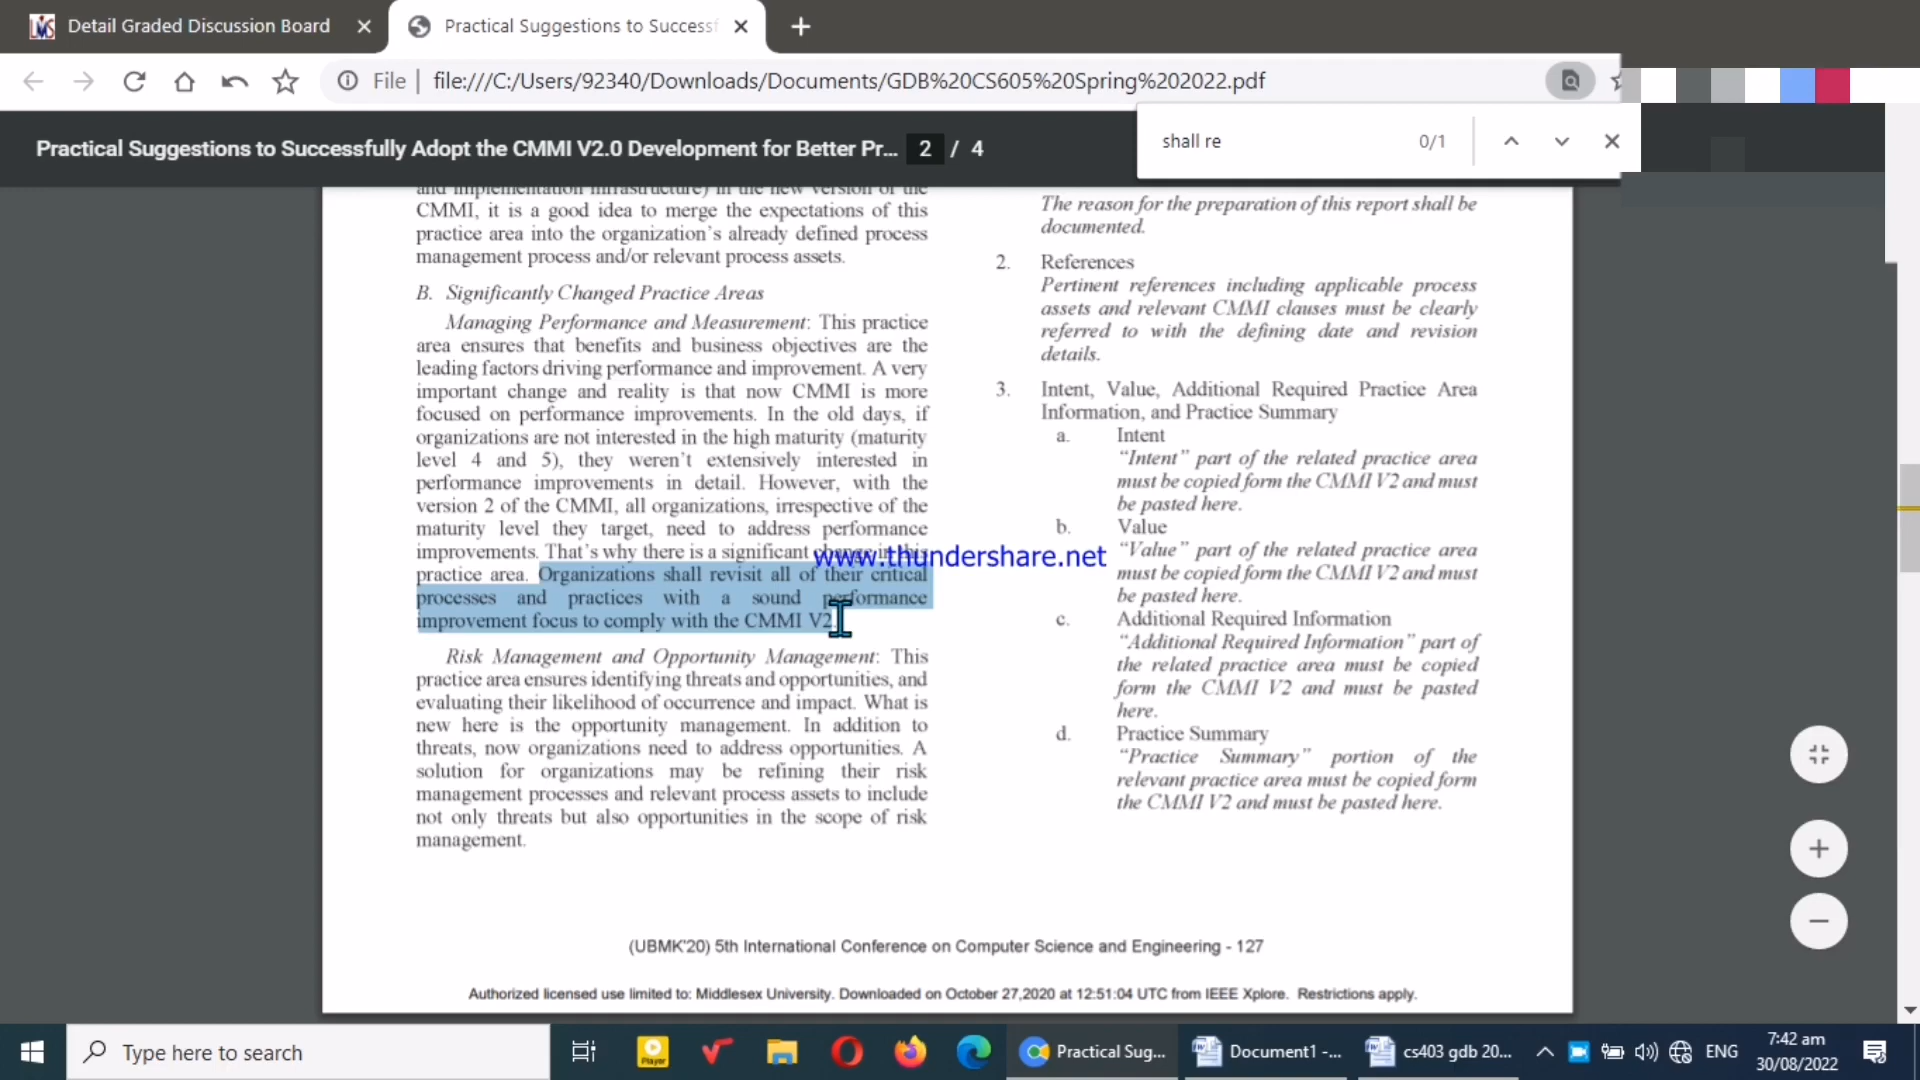 Detail Graded Discussion Board
Practical Suggestions to Successf
File
file:///C:/Users/92340/Downloads/Documents/GDB%20CS605%20Spring%202022.pdf
Practical Suggestions to Successfully Adopt the CMMI V2.0 Development for Better Pr...
2 / 4
shall re
0/1
and implementation infrastructure) in the new version of the
CMMI, it is a good idea to merge the expectations of this
practice area into the organization's already defined process
management process and/or relevant process assets.
B. Significantly Changed Practice Areas
Managing Performance and Measurement: This practice
area ensures that benefits and business objectives are the
leading factors driving performance and improvement. A very
important change and reality is that now CMMI is more
focused on performance improvements. In the old days, if
organizations are not interested in the high maturity (maturity
level 4 and 5), they weren't extensively interested in
performance improvements in detail. However, with the
version 2 of the CMMI, all organizations, irrespective of the
maturity level they target, need to address performance
improvements. That's why there is a significant change in this
practice area. Organizations shall revisit all of their critical
processes and practices with a sound performance
improvement focus to comply with the CMMI V2.
Risk Management and Opportunity Management: This
practice area ensures identifying threats and opportunities, and
evaluating their likelihood of occurrence and impact. What is
new here is the opportunity management. In addition to
threats, now organizations need to address opportunities. A
solution for organizations may be refining their risk
management processes and relevant process assets to include
not only threats but also opportunities in the scope of risk
management.
The reason for the preparation of this report shall be
documented.
2. References
Pertinent references including applicable process
assets and relevant CMMI clauses must be clearly
referred to with the defining date and revision
details.
3. Intent, Value, Additional Required Practice Area
Information, and Practice Summary
a. Intent
“Intent” part of the related practice area
must be copied form the CMMI V2 and must
be pasted here.
b. Value
“Value” part of the related practice area
must be copied form the CMMI V2 and must
be pasted here.
c. Additional Required Information
“Additional Required Information” part of
the related practice area must be copied
form the CMMI V2 and must be pasted
here.
d. Practice Summary
“Practice Summary” portion of the
relevant practice area must be copied form
the CMMI V2 and must be pasted here.
www.thundershare.net
(UBMK'20) 5th International Conference on Computer Science and Engineering - 127
Authorized licensed use limited to: Middlesex University. Downloaded on October 27,2020 at 12:51:04 UTC from IEEE Xplore. Restrictions apply.
Type here to search
Player
Practical Sug...
Document1 -...
cs403 gdb 20...
ENG
7:42 am
30/08/2022